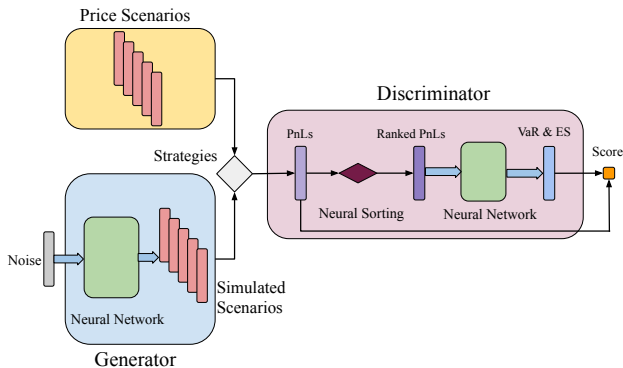 Price Scenarios
Discriminator
PnLs
Ranked PnLs
VaR & ES
Score
Strategies
Neural Sorting
Neural Network
Noise
Simulated
Scenarios
Neural Network
Generator